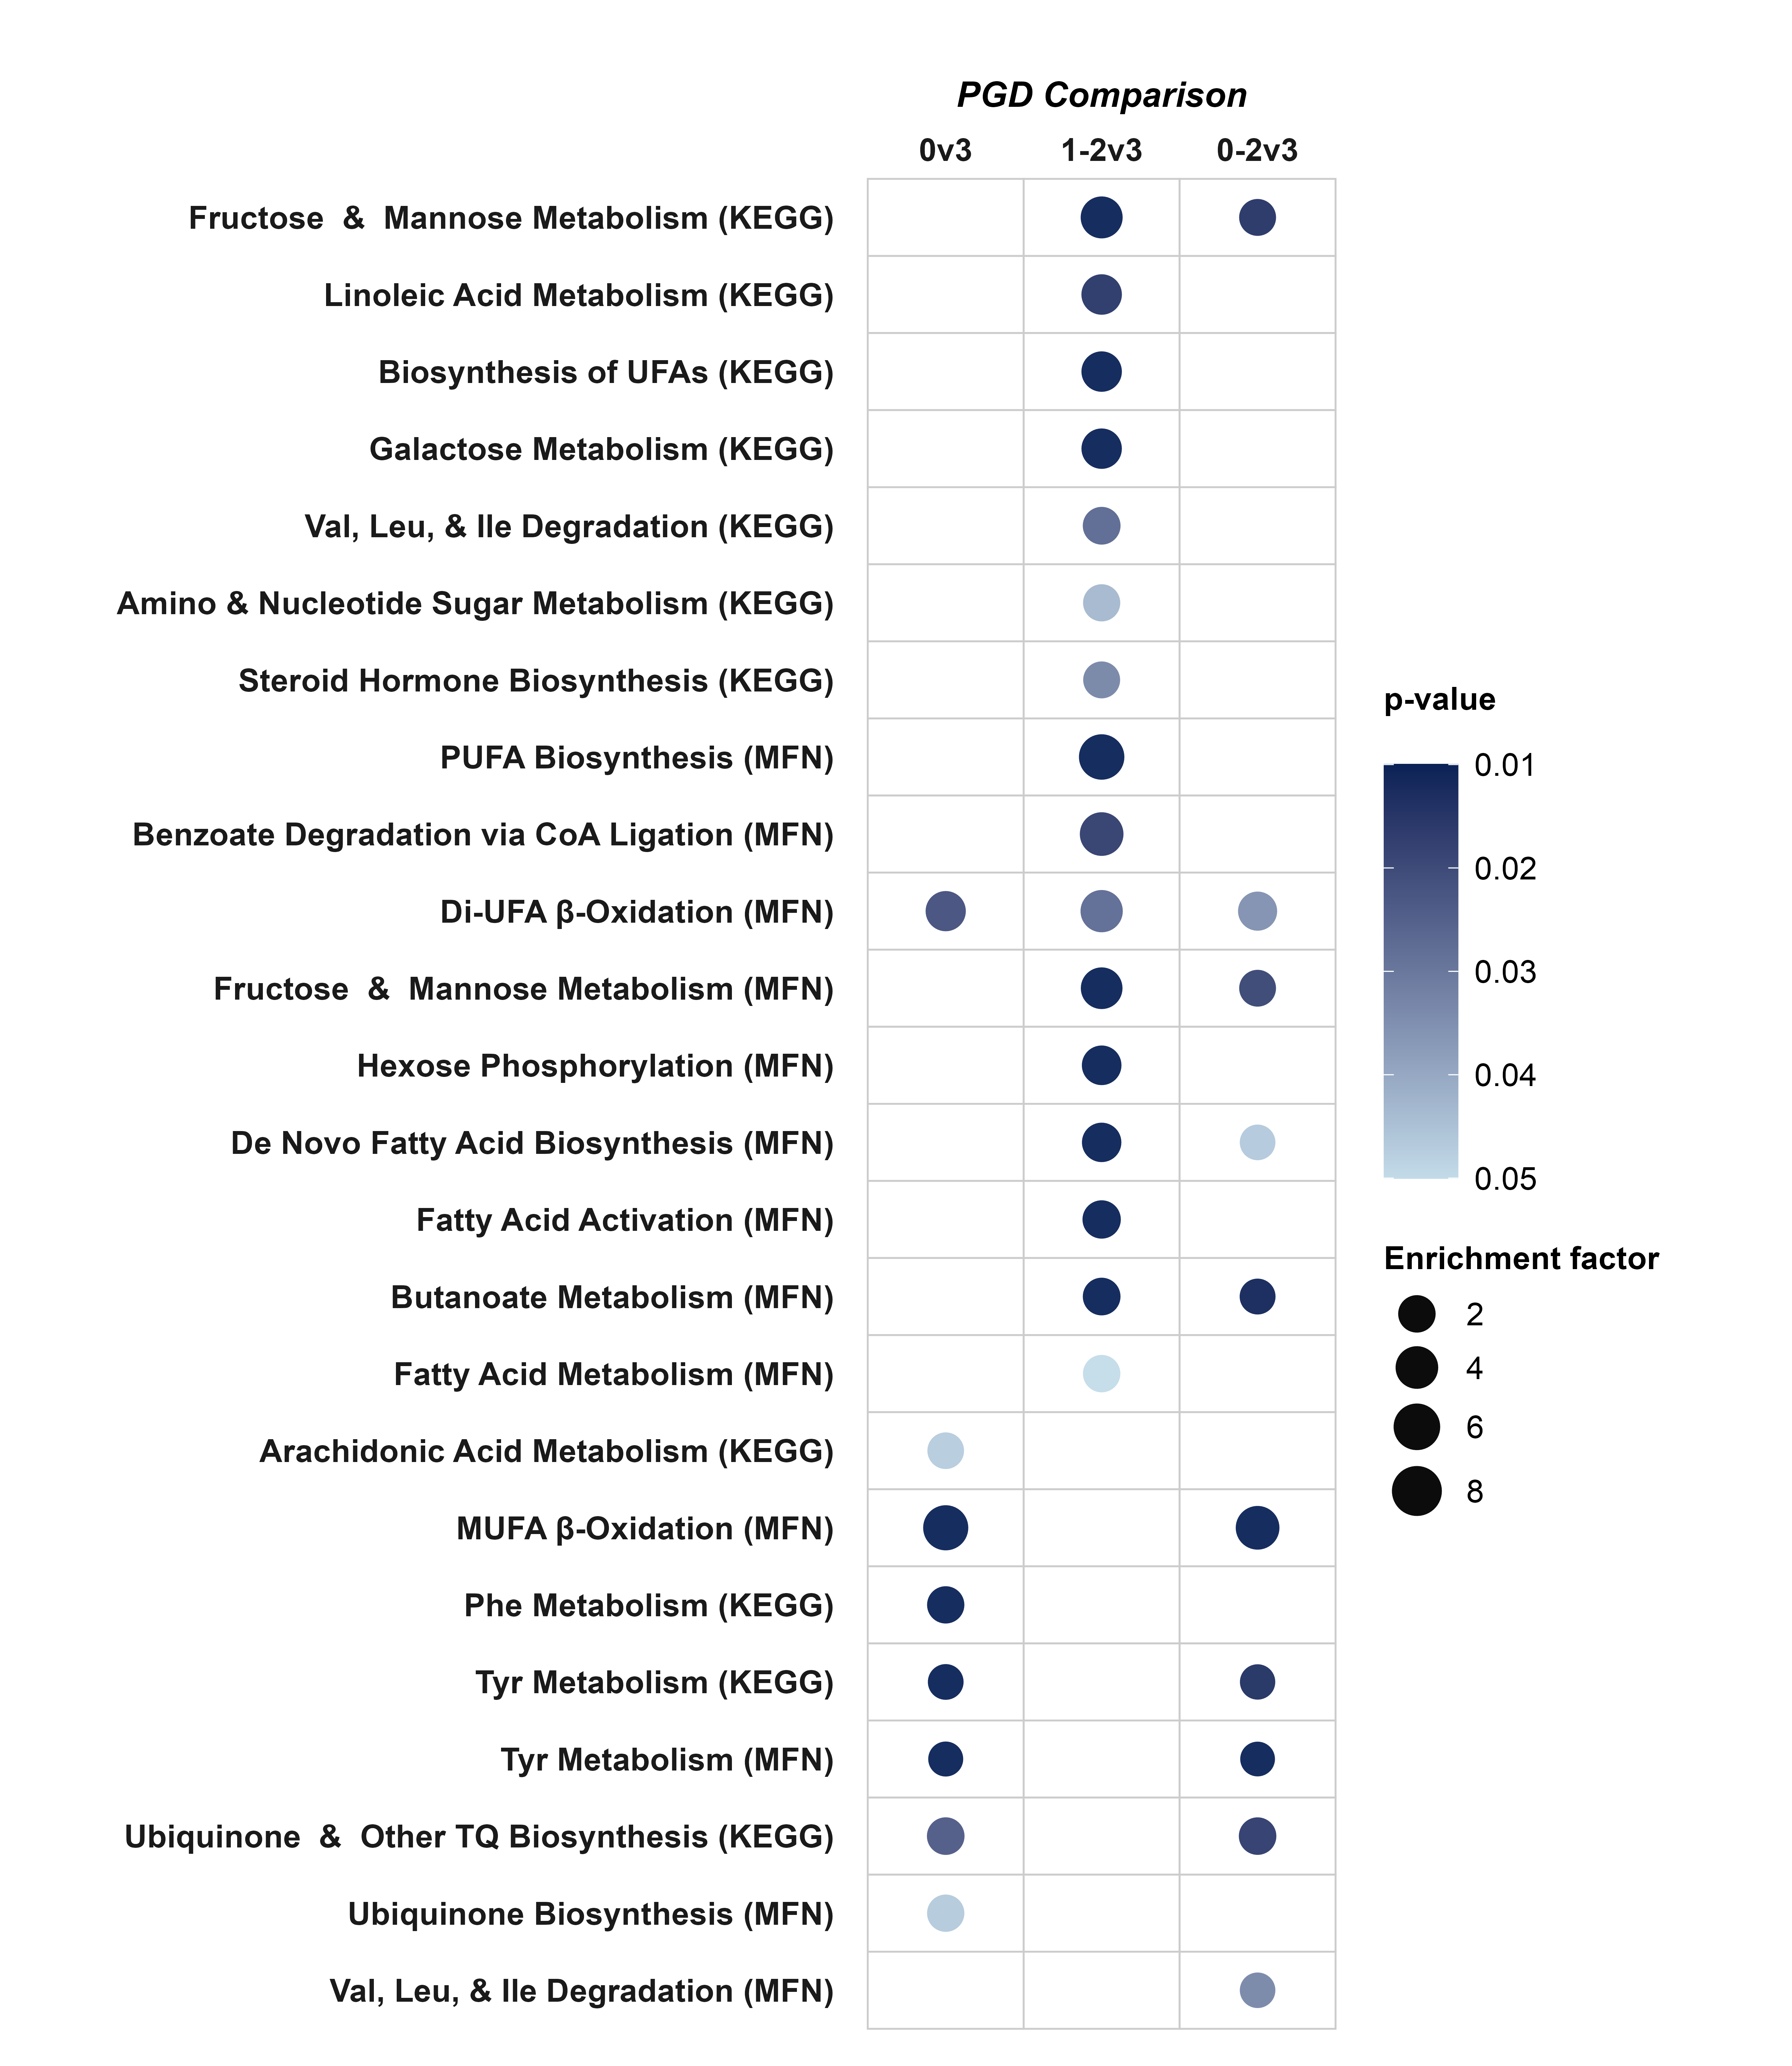 PGD Comparison
0v3 1-2v3 0-2v3
Fructose & Mannose Metabolism (KEGG)
Linoleic Acid Metabolism (KEGG)
Biosynthesis of UFAs (KEGG)
Galactose Metabolism (KEGG)
Val, Leu, & Ile Degradation (KEGG)
Amino & Nucleotide Sugar Metabolism (KEGG)
Steroid Hormone Biosynthesis (KEGG)
PUFA Biosynthesis (MFN)
Benzoate Degradation via CoA Ligation (MFN)
Di-UFA β-Oxidation (MFN)
Fructose & Mannose Metabolism (MFN)
Hexose Phosphorylation (MFN)
De Novo Fatty Acid Biosynthesis (MFN)
Fatty Acid Activation (MFN)
Butanoate Metabolism (MFN)
Fatty Acid Metabolism (MFN)
Arachidonic Acid Metabolism (KEGG)
MUFA β-Oxidation (MFN)
Phe Metabolism (KEGG)
Tyr Metabolism (KEGG)
Tyr Metabolism (MFN)
Ubiquinone & Other TQ Biosynthesis (KEGG)
Ubiquinone Biosynthesis (MFN)
Val, Leu, & Ile Degradation (MFN)
p-value
0.01
0.02
0.03
0.04
0.05
Enrichment factor
2
4
6
8